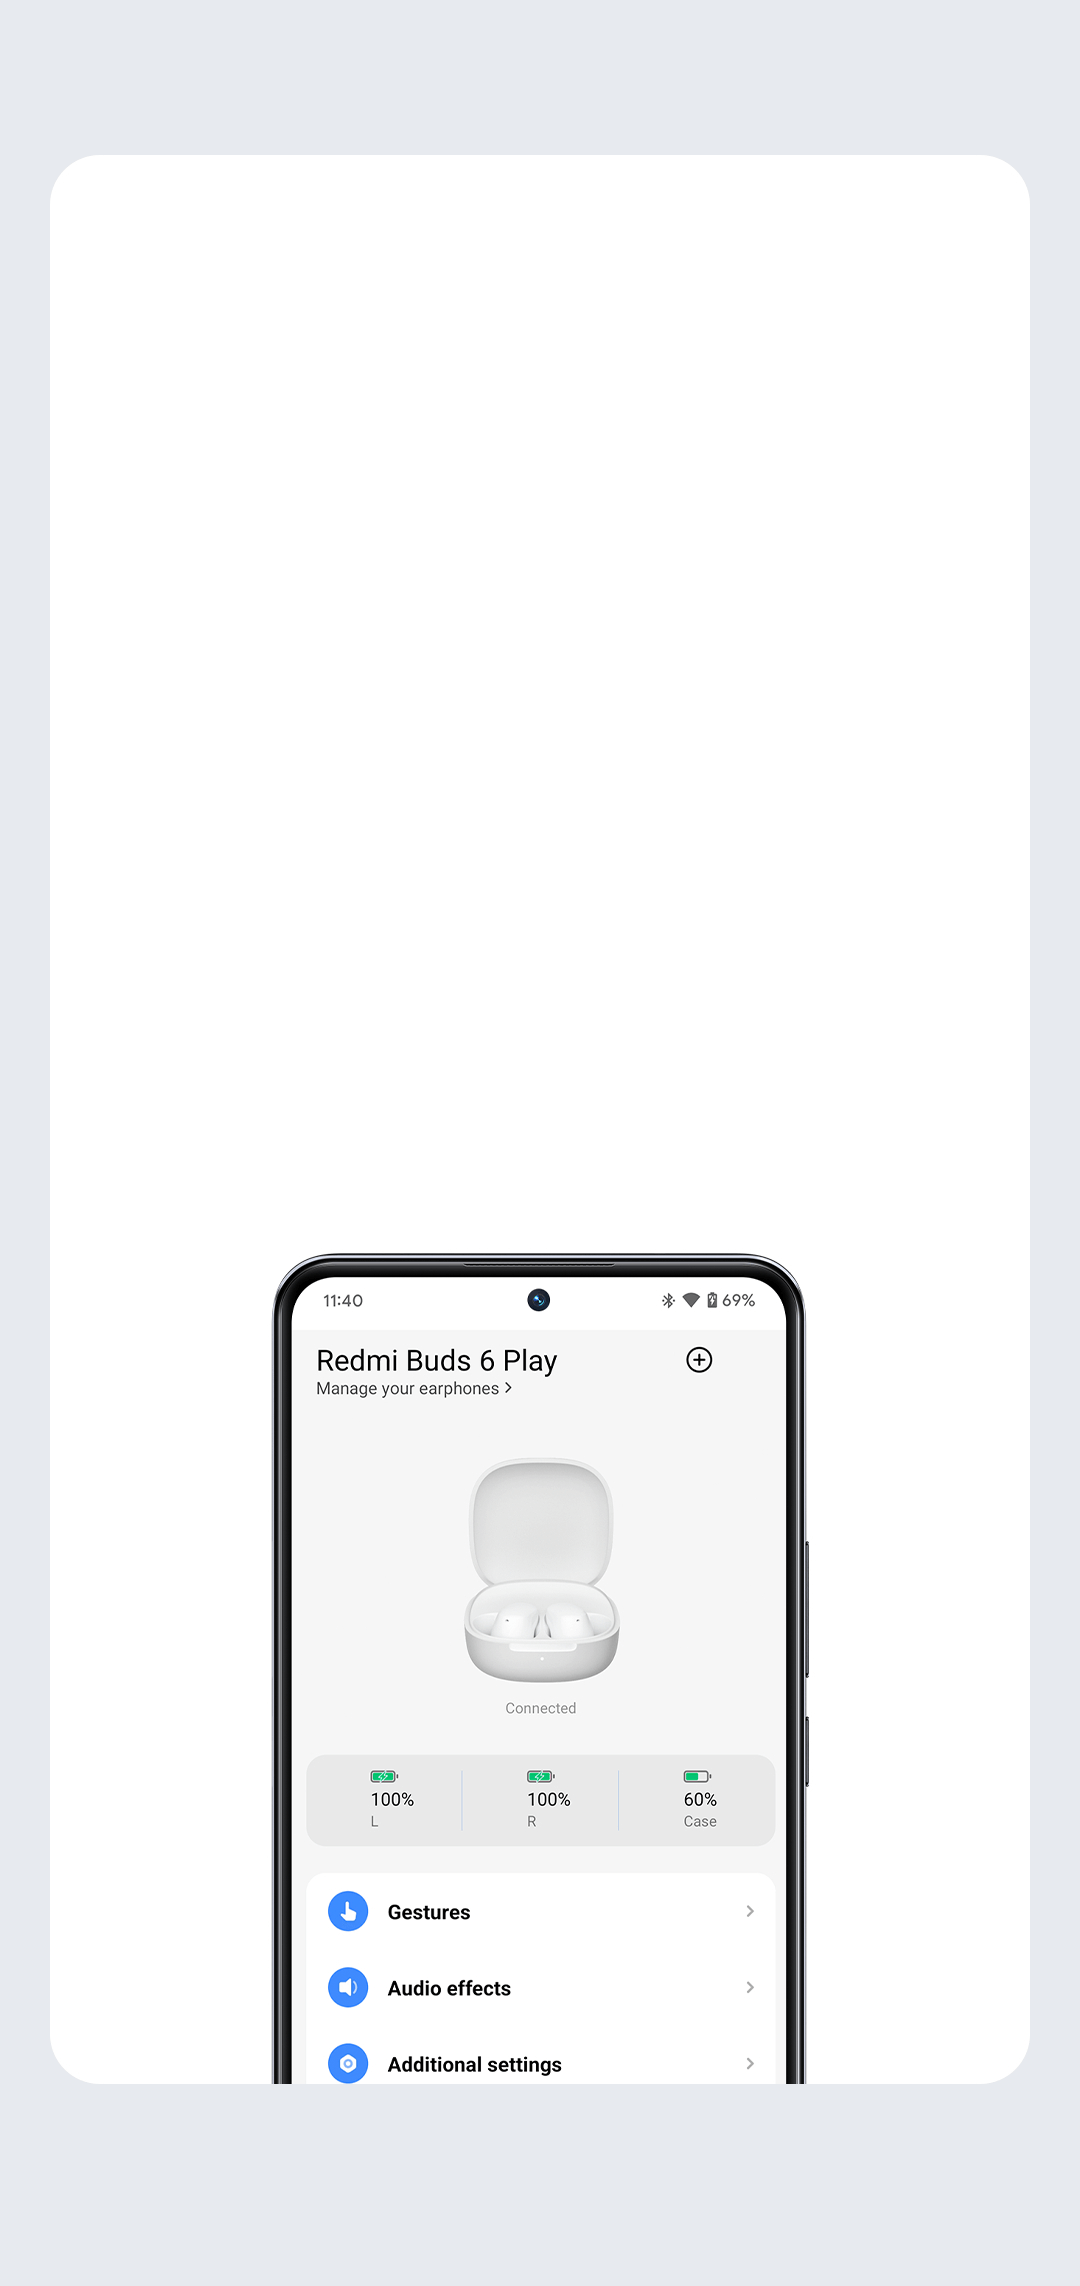 11:40
69%
Redmi Buds 6 Play
Manage your earphones
Connected
100%
100%
60%
L
R
Case
Gestures
Audio effects
Additional settings